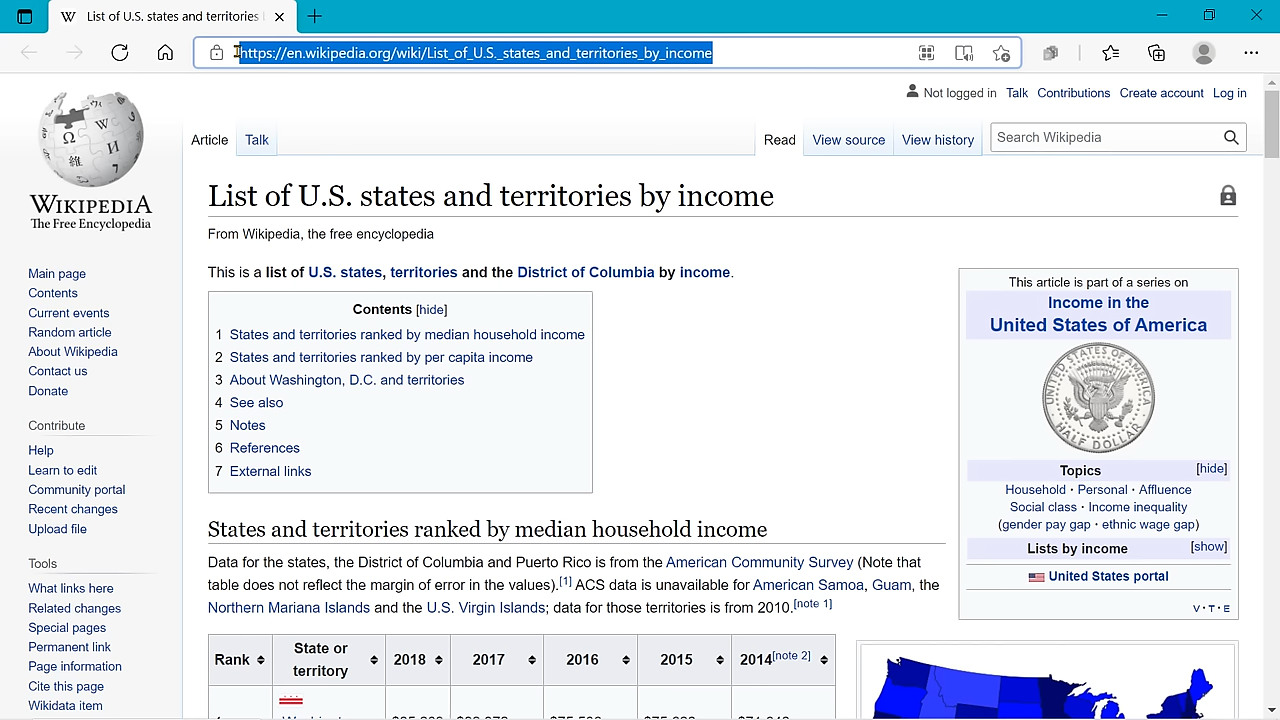 List of U.S. states and territories
https://en.wikipedia.org/wiki/List_of_U.S._states_and_territories_by_income
Not logged in Talk Contributions Create account Log in
Article Talk Read View source View history Search Wikipedia
WIKIPEDIA
The Free Encyclopedia
Main page
Contents
Current events
Random article
About Wikipedia
Contact us
Donate
Contribute
Help
Learn to edit
Community portal
Recent changes
Upload file
Tools
What links here
Related changes
Special pages
Permanent link
Page information
Cite this page
Wikidata item
List of U.S. states and territories by income
From Wikipedia, the free encyclopedia
This is a list of U.S. states, territories and the District of Columbia by income.
Contents [hide]
1 States and territories ranked by median household income
2 States and territories ranked by per capita income
3 About Washington, D.C. and territories
4 See also
5 Notes
6 References
7 External links
This article is part of a series on
Income in the
United States of America
UNITED STATES OF AMERICA
HALF DOLLAR
Topics [hide]
Household · Personal · Affluence
Social class · Income inequality
(gender pay gap · ethnic wage gap)
Lists by income [show]
United States portal
V · T · E
States and territories ranked by median household income
Data for the states, the District of Columbia and Puerto Rico is from the American Community Survey (Note that
table does not reflect the margin of error in the values).[1] ACS data is unavailable for American Samoa, Guam, the
Northern Mariana Islands and the U.S. Virgin Islands; data for those territories is from 2010.[note 1]
Rank State or territory 2018 2017 2016 2015 2014[note 2]